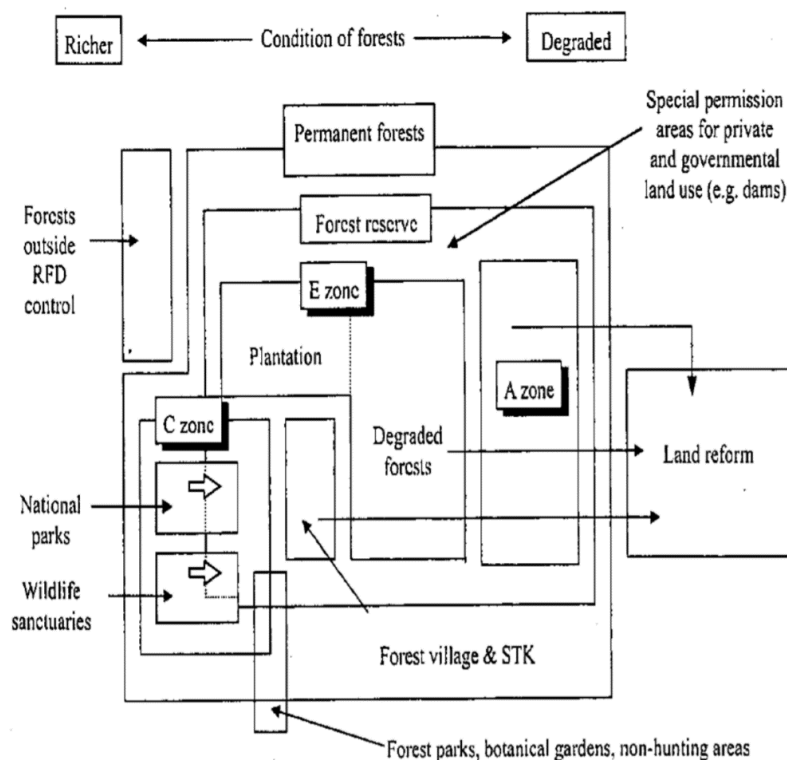 Richer
Condition of forests
Degraded
Special permission
areas for private
and governmental
land use (e.g. dams)
Permanent forests
Forests
outside
RFD
control
Forest reserve
E zone
Plantation
A zone
C zone
Degraded
forests
Land reform
National
parks
Wildlife
sanctuaries
Forest village & STK
Forest parks, botanical gardens, non-hunting areas